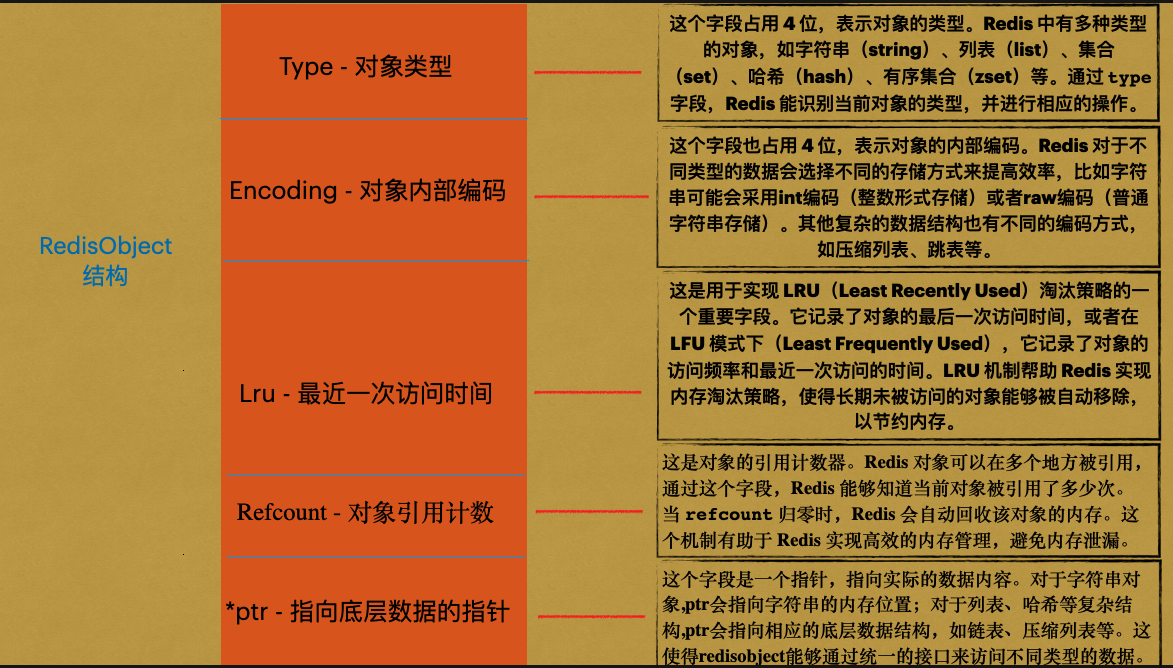 RedisObject
结构
Type - 对象类型
这个字段占用 4 位，表示对象的类型。Redis 中有多种类型
的对象，如字符串（string）、列表（list）、集合
（set）、哈希（hash）、有序集合（zset）等。通过 type
字段，Redis 能识别当前对象的类型，并进行相应的操作。
Encoding - 对象内部编码
这个字段也占用 4 位，表示对象的内部编码。Redis 对于不
同类型的数据会选择不同的存储方式来提高效率，比如字符
串可能会采用int编码（整数形式存储）或者raw编码（普通
字符串存储）。其他复杂的数据结构也有不同的编码方式，
如压缩列表、跳表等。
Lru - 最近一次访问时间
这是用于实现 LRU（Least Recently Used）淘汰策略的一
个重要字段。它记录了对象的最后一次访问时间，或者在
LFU 模式下（Least Frequently Used），它记录了对象的
访问频率和最近一次访问的时间。LRU 机制帮助 Redis 实现
内存淘汰策略，使得长期未被访问的对象能够被自动移除，
以节约内存。
Refcount - 对象引用计数
这是对象的引用计数器。Redis 对象可以在多个地方被引用，
通过这个字段，Redis 能够知道当前对象被引用了多少次。
当 refcount 归零时，Redis 会自动回收该对象的内存。这
个机制有助于 Redis 实现高效的内存管理，避免内存泄漏。
*ptr - 指向底层数据的指针
这个字段是一个指针，指向实际的数据内容。对于字符串对
象,ptr会指向字符串的内存位置；对于列表、哈希等复杂结
构,ptr会指向相应的底层数据结构，如链表、压缩列表等。这
使得redisobject能够通过统一的接口来访问不同类型的数据。